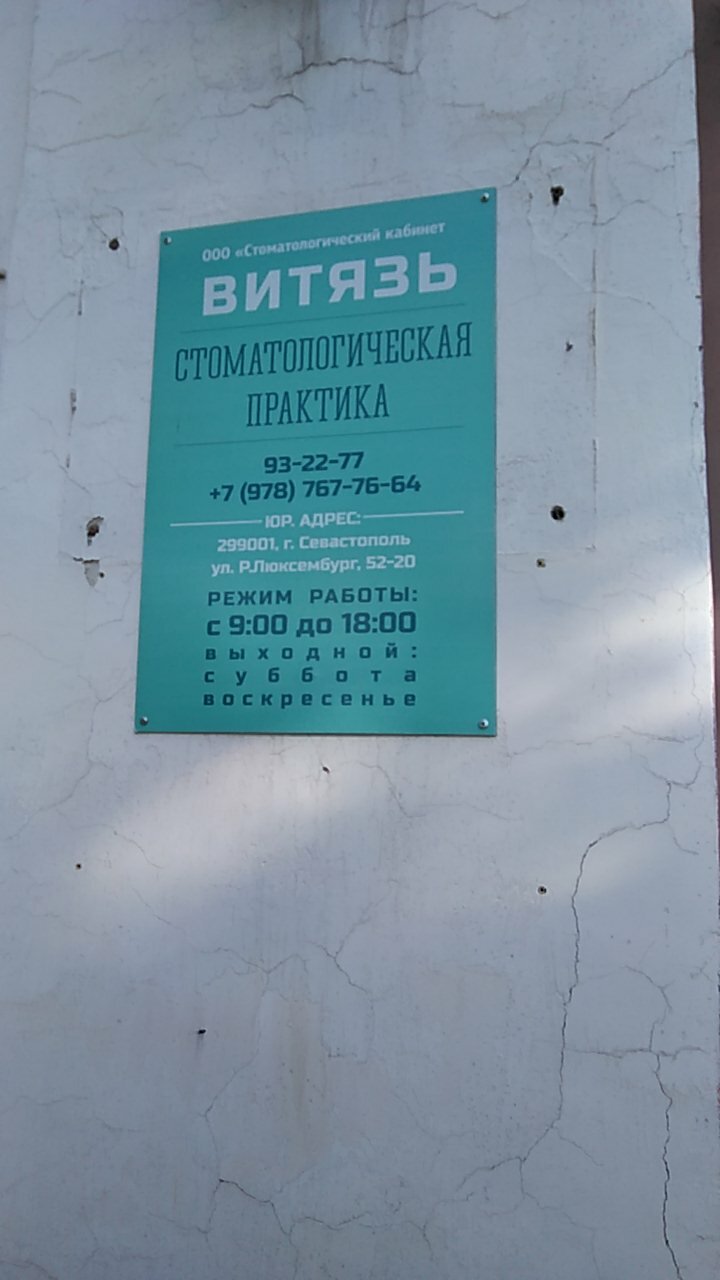 ООО «Стоматологический кабинет
ВИТЯЗЬ
СТОМАТОЛОГИЧЕСКАЯ
ПРАКТИКА
93-22-77
+7 (978) 767-76-64
ЮР. АДРЕС:
299001, г. Севастополь
ул. Р.Люксембург, 52-20
РЕЖИМ РАБОТЫ:
с 9:00 до 18:00
выходной:
суббота
воскресенье